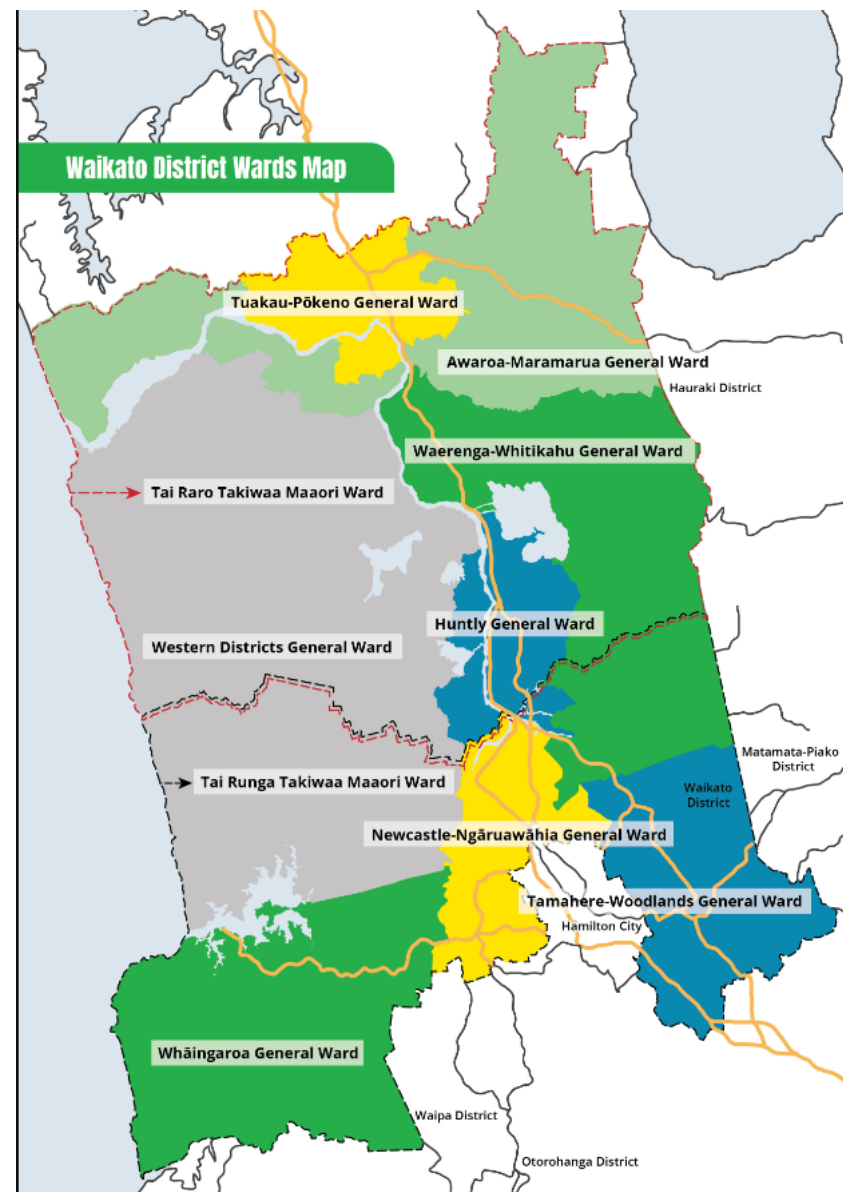 Waikato District Wards Map
Tuakau-Pōkeno General Ward
Awaroa-Maramarua General Ward
Hauraki District
Waerenga-Whitikahu General Ward
Tai Raro Takiwaa Maaori Ward
Huntly General Ward
Western Districts General Ward
Matamata-Piako
District
Tai Runga Takiwaa Maaori Ward
Waikato
District
Newcastle-Ngāruawāhia General Ward
Tamahere-Woodlands General Ward
Hamilton City
Whāingaroa General Ward
Waipa District
Otorohanga District